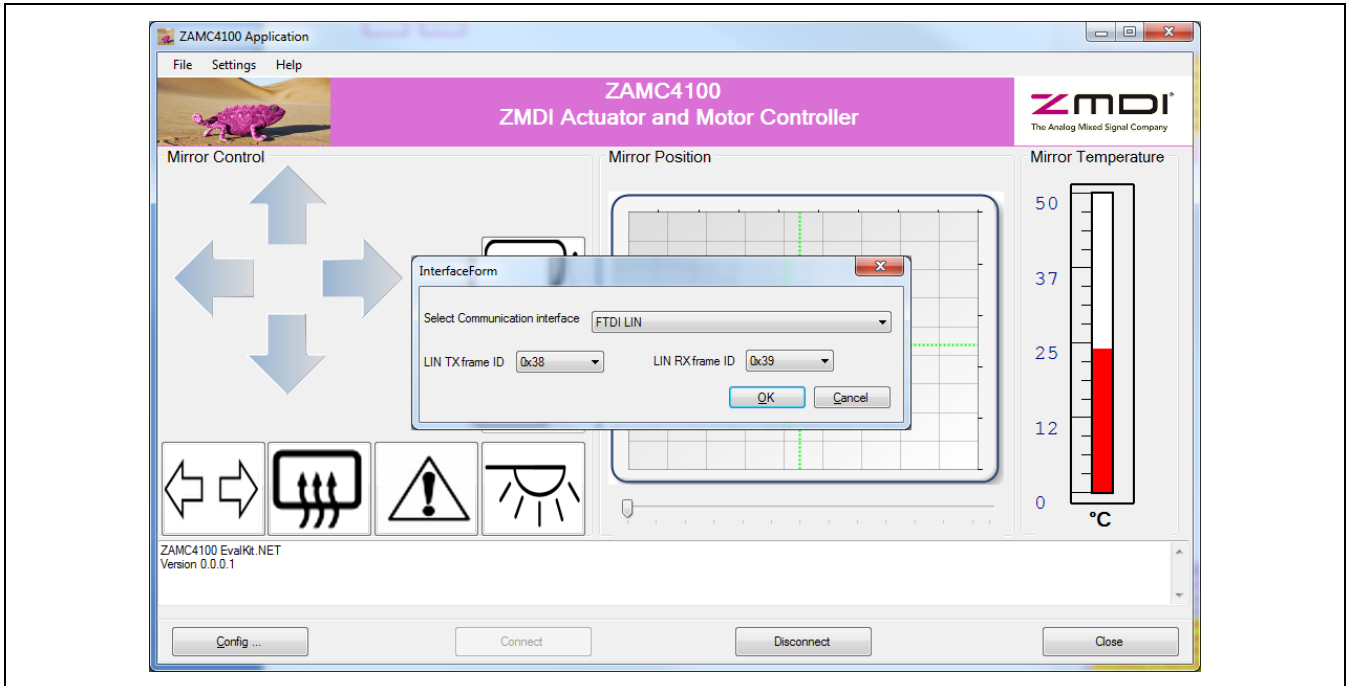 ZAMC4100 Application
File Settings Help
ZAMC4100
ZMDI Actuator and Motor Controller
ZMDI
The Analog Mixed Signal Company
Mirror Control
Mirror Position
Mirror Temperature
50
37
25
12
0
°C
InterfaceForm
Select Communication interface FTDI LIN
LIN TX frame ID 0x38 LIN RX frame ID 0x39
OK Cancel
ZAMC4100 EvalKit.NET
Version 0.0.0.1
Config ... Connect Disconnect Close